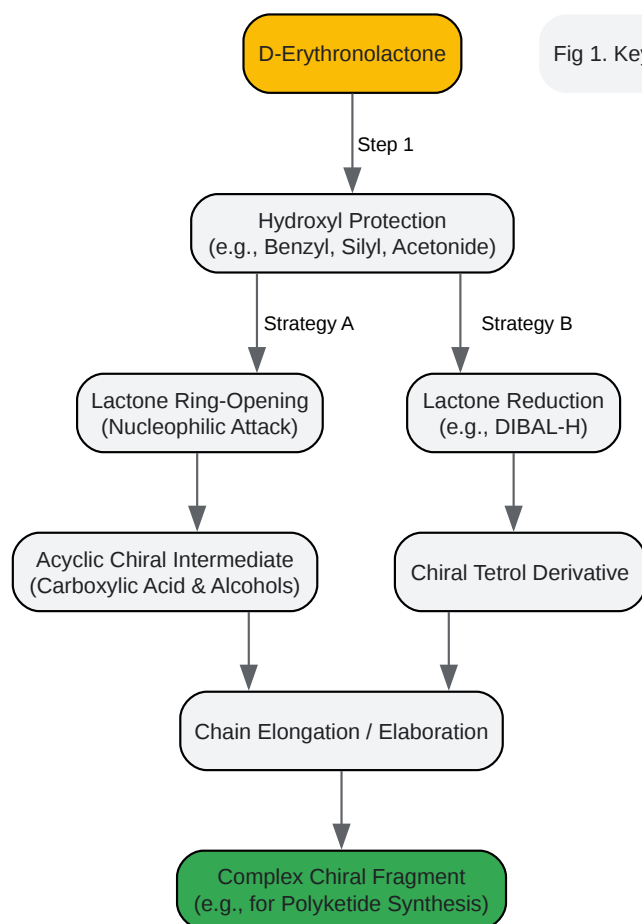 D-Erythronolactone
Fig 1. Key
Step 1
Hydroxyl Protection
(e.g., Benzyl, Silyl, Acetonide)
Strategy A
Strategy B
Lactone Ring-Opening
(Nucleophilic Attack)
Lactone Reduction
(e.g., DIBAL-H)
Acyclic Chiral Intermediate
(Carboxylic Acid & Alcohols)
Chiral Tetrol Derivative
Chain Elongation / Elaboration
Complex Chiral Fragment
(e.g., for Polyketide Synthesis)